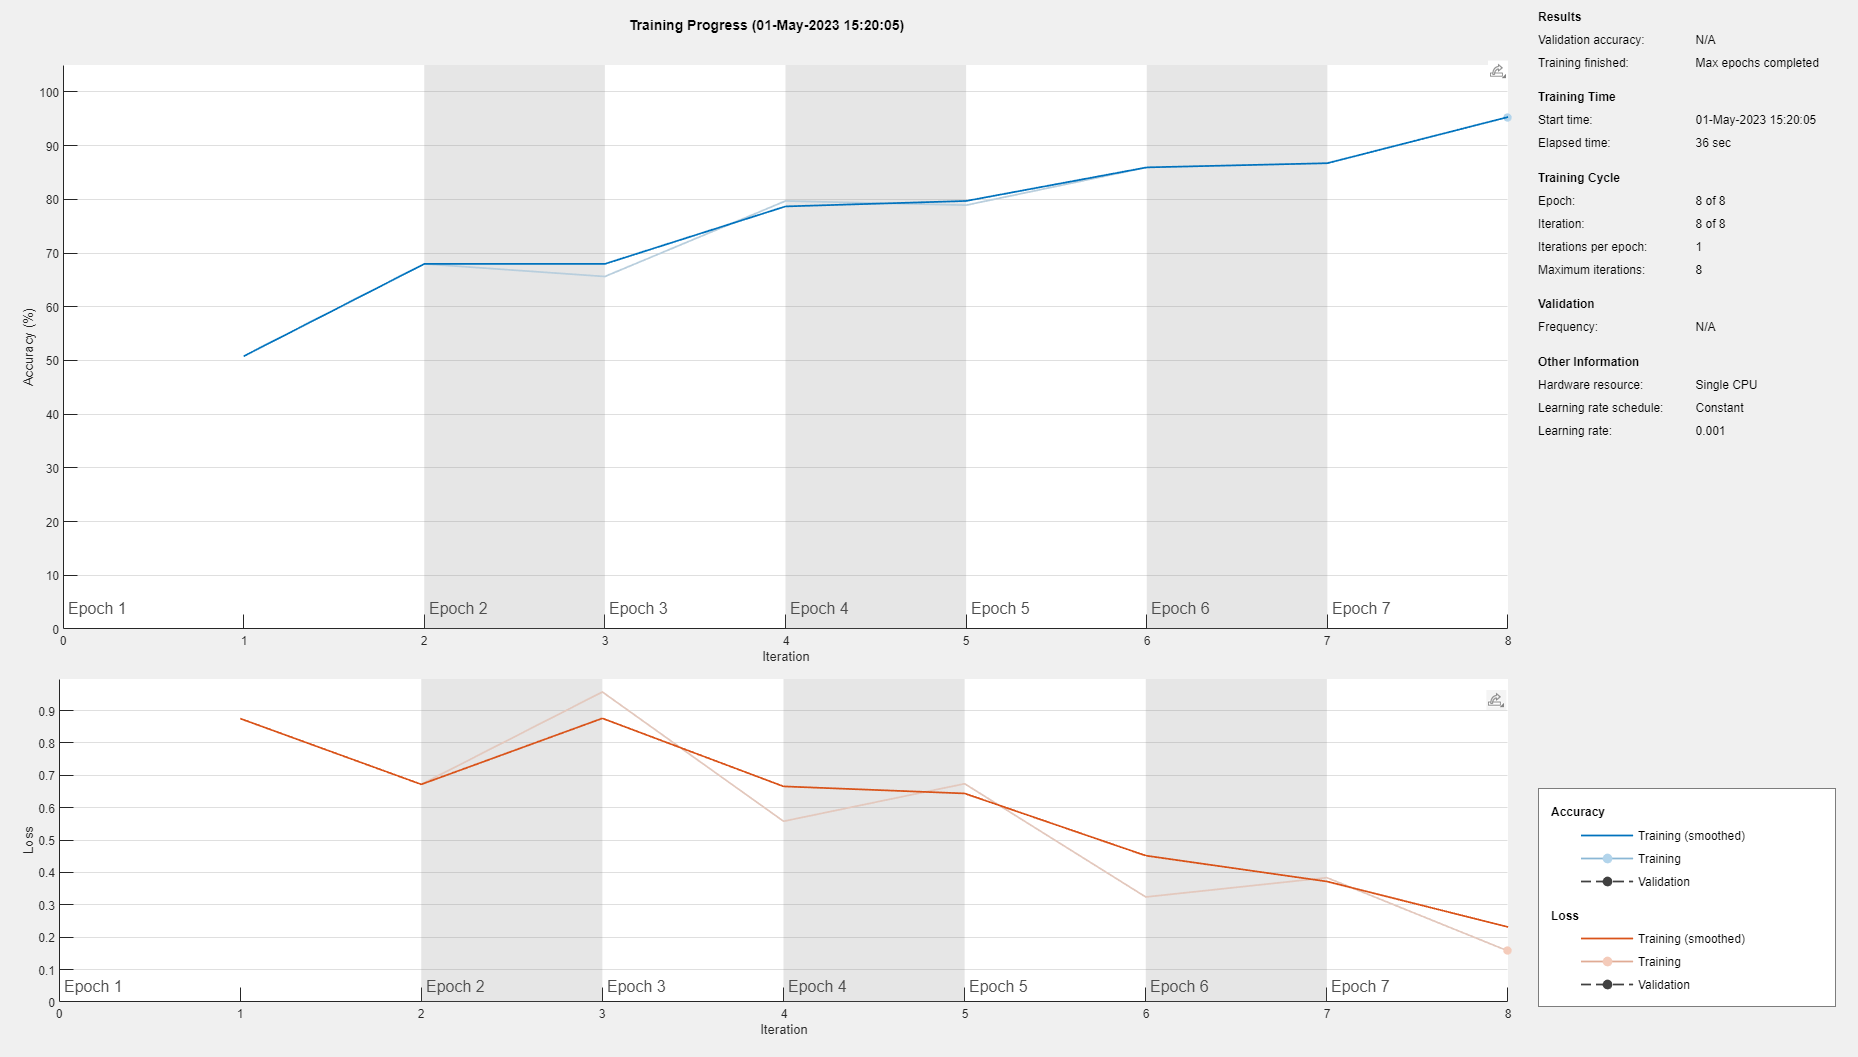 Training Progress (01-May-2023 15:20:05)
100
90
80
70
60
50
40
30
20
10
0
Accuracy (%)
Epoch 1
Epoch 2
Epoch 3
Epoch 4
Epoch 5
Epoch 6
Epoch 7
0 1 2 3 4 5 6 7 8
Iteration
0.9
0.8
0.7
0.6
0.5
0.4
0.3
0.2
0.1
0
Loss
Epoch 1
Epoch 2
Epoch 3
Epoch 4
Epoch 5
Epoch 6
Epoch 7
0 1 2 3 4 5 6 7 8
Iteration
Results
Validation accuracy: N/A
Training finished: Max epochs completed
Training Time
Start time: 01-May-2023 15:20:05
Elapsed time: 36 sec
Training Cycle
Epoch: 8 of 8
Iteration: 8 of 8
Iterations per epoch: 1
Maximum iterations: 8
Validation
Frequency: N/A
Other Information
Hardware resource: Single CPU
Learning rate schedule: Constant
Learning rate: 0.001
Accuracy
Training (smoothed)
Training
Validation
Loss
Training (smoothed)
Training
Validation